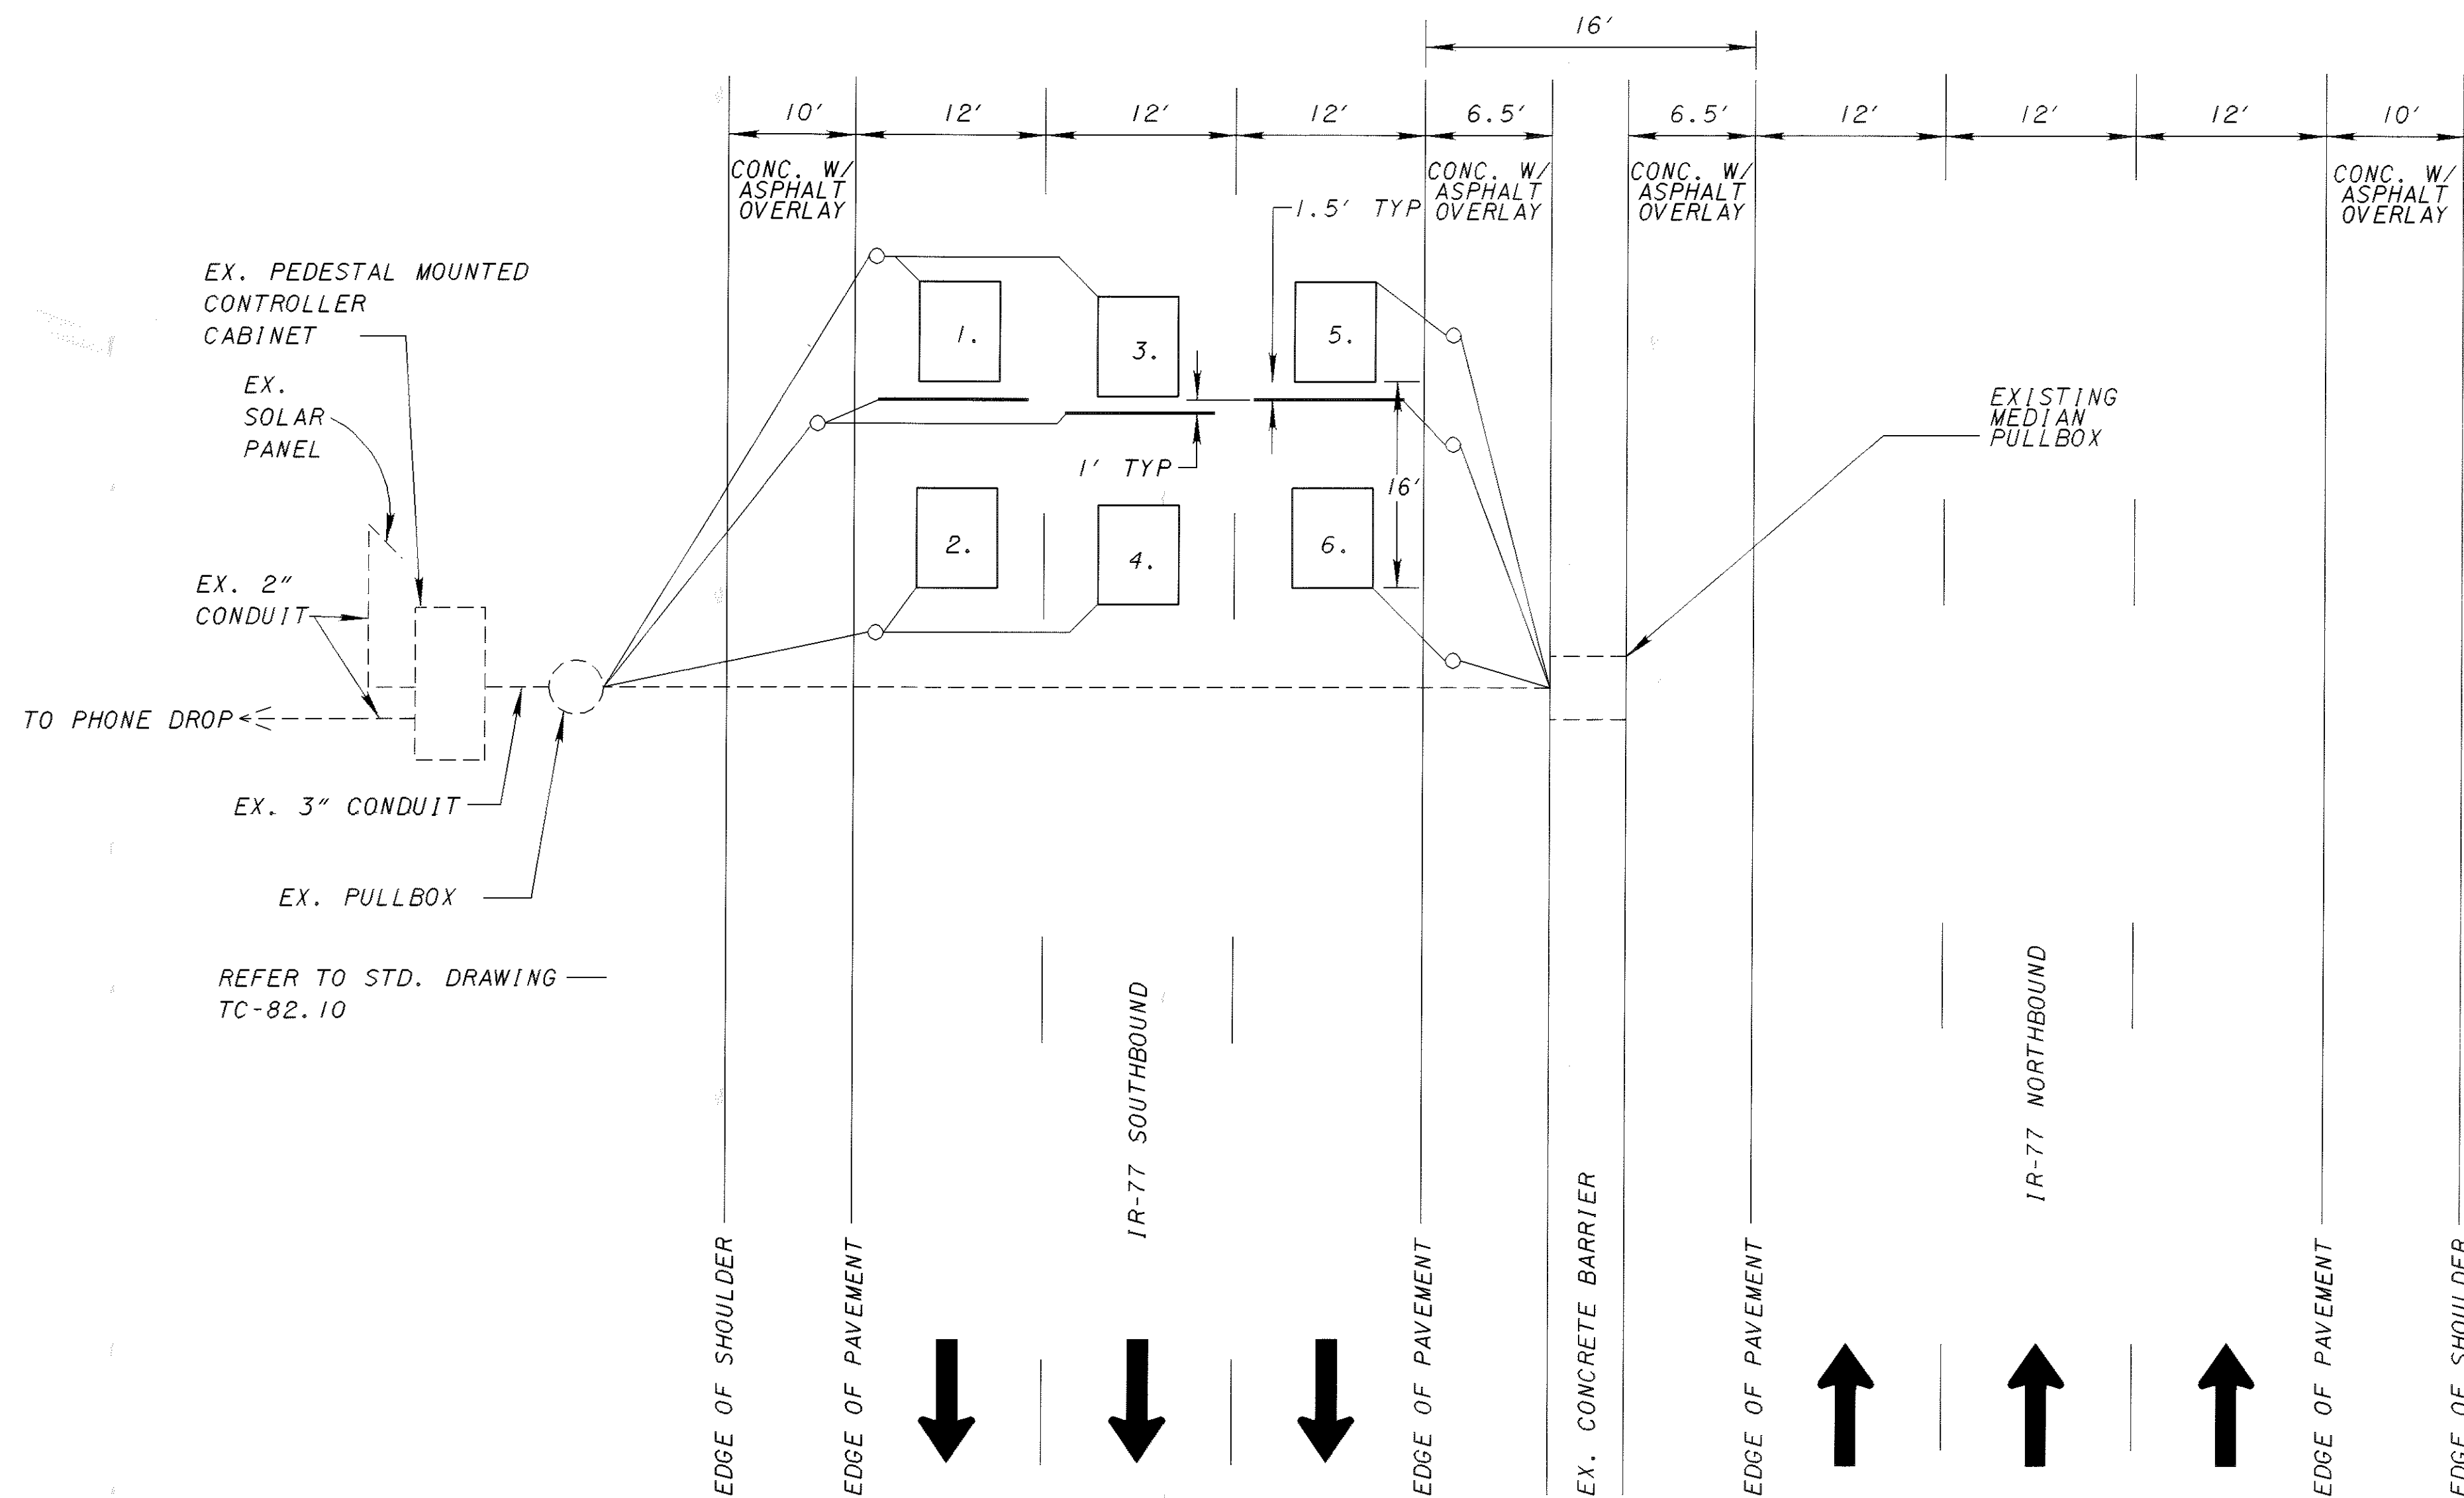 16'
10'
12'
12'
12'
6.5'
6.5'
12'
12'
12'
10'
CONC. W/
ASPHALT
OVERLAY
CONC. W/
ASPHALT
OVERLAY
CONC. W/
ASPHALT
OVERLAY
CONC. W/
ASPHALT
OVERLAY
1.5' TYP
EX. PEDESTAL MOUNTED
CONTROLLER
CABINET
EX.
SOLAR
PANEL
1.
3.
5.
EXISTING
MEDIAN
PULLBOX
1' TYP
16'
2.
4.
6.
EX. 2"
CONDUIT
TO PHONE DROP
EX. 3" CONDUIT
EX. PULLBOX
REFER TO STD. DRAWING
TC-82.10
IR-77 SOUTHBOUND
IR-77 NORTHBOUND
EDGE OF SHOULDER
EDGE OF PAVEMENT
EDGE OF PAVEMENT
EX. CONCRETE BARRIER
EDGE OF PAVEMENT
EDGE OF PAVEMENT
EDGE OF SHOULDER